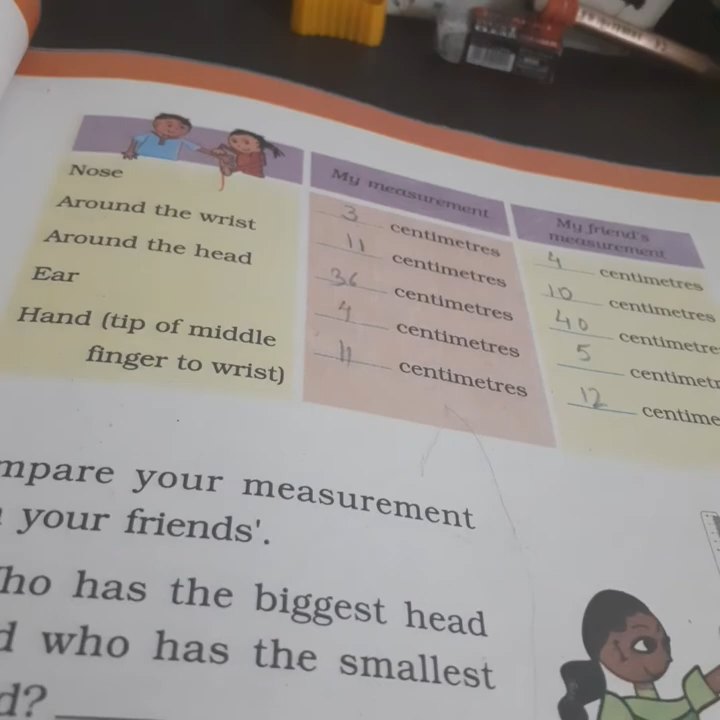 My measurement
My friend's
measurement
Nose 3 centimetres 4 centimetres
Around the wrist 11 centimetres 10 centimetres
Around the head 36 centimetres 40 centimetre
Ear 4 centimetres 5 centimetr
Hand (tip of middle
finger to wrist) 11 centimetres 12 centime
mpare your measurement
your friends'.
ho has the biggest head
d who has the smallest
d?